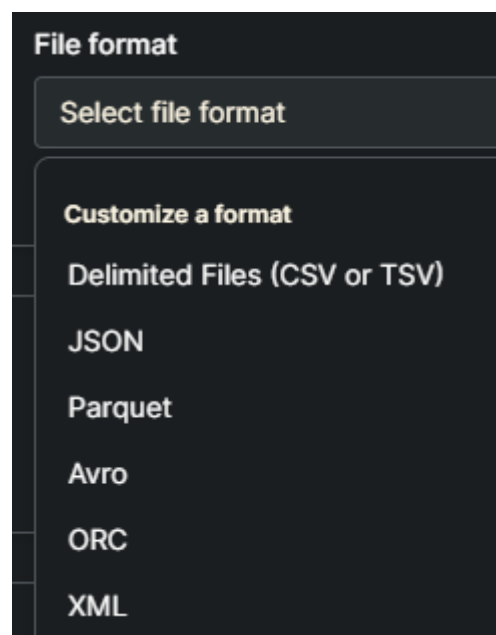 File format
Select file format
Customize a format
Delimited Files (CSV or TSV)
JSON
Parquet
Avro
ORC
XML